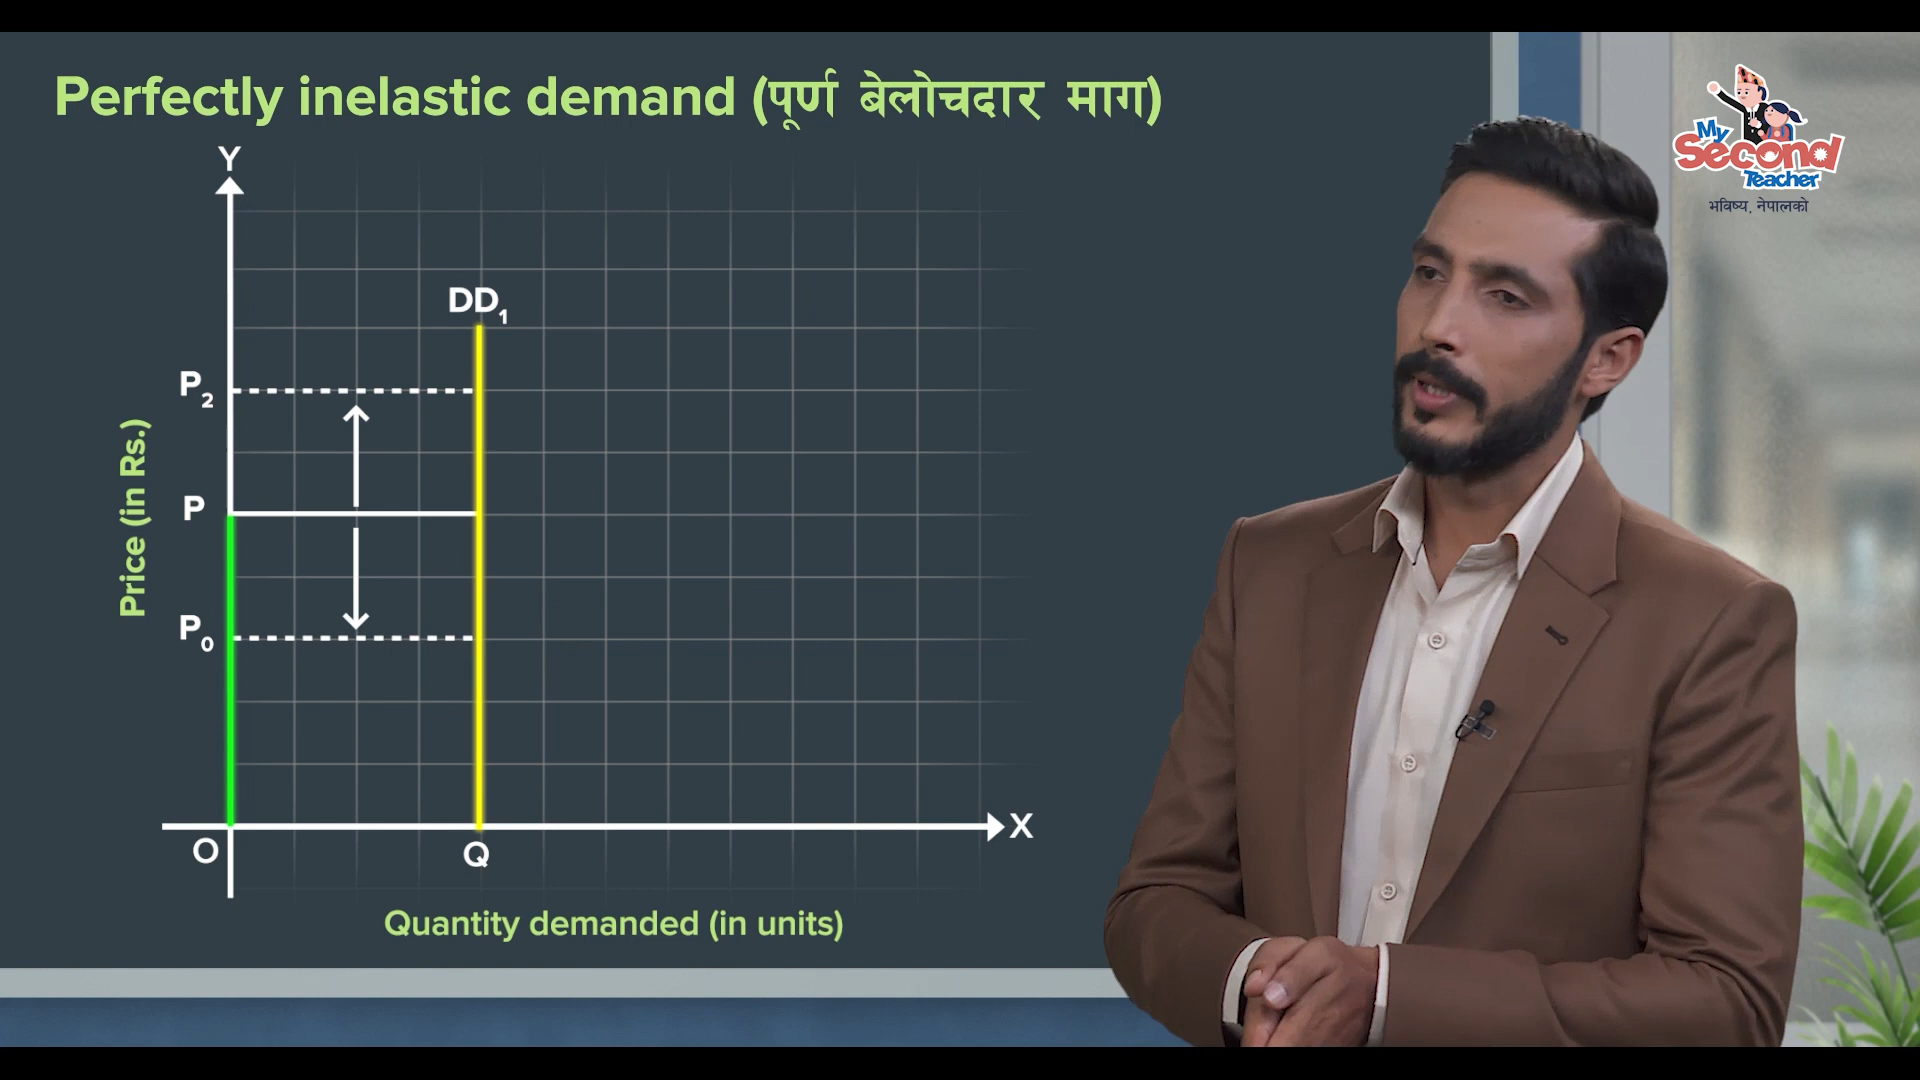 Perfectly inelastic demand (पूर्ण बेलोचदार माग)
My
Second
Teacher
भविष्य, नेपालको
Y
DD₁
P₂
P
P₀
Price (in Rs.)
O
Q
X
Quantity demanded (in units)